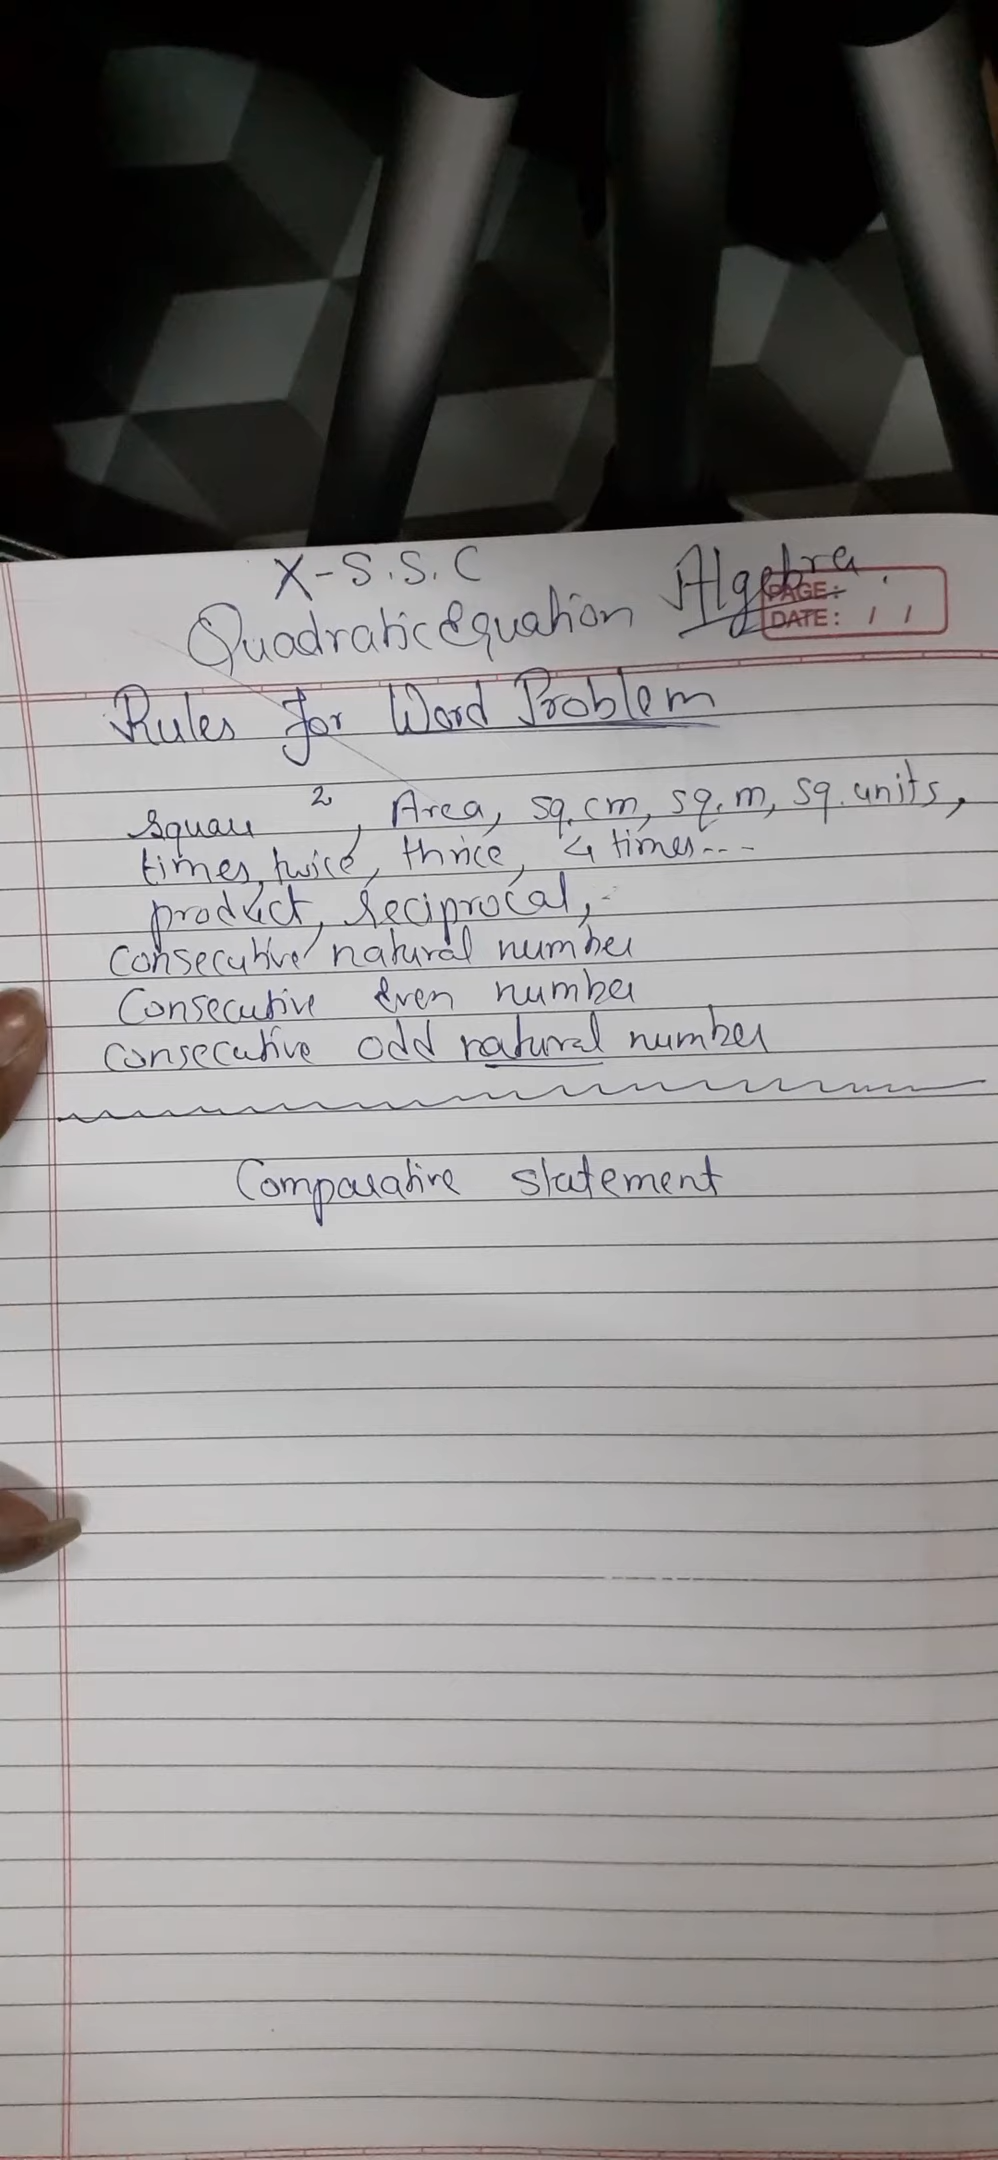 X-S.S.C
Quadratic Equation Algebra
PAGE:
DATE: / /
Rules for Word Problem
square ², Area, sq.cm, sq.m, sq.units,
times, twice, thrice, 4 times---
product, reciprocal,
consecutive natural number
Consecutive Even number
consecutive odd natural number
Comparative statement